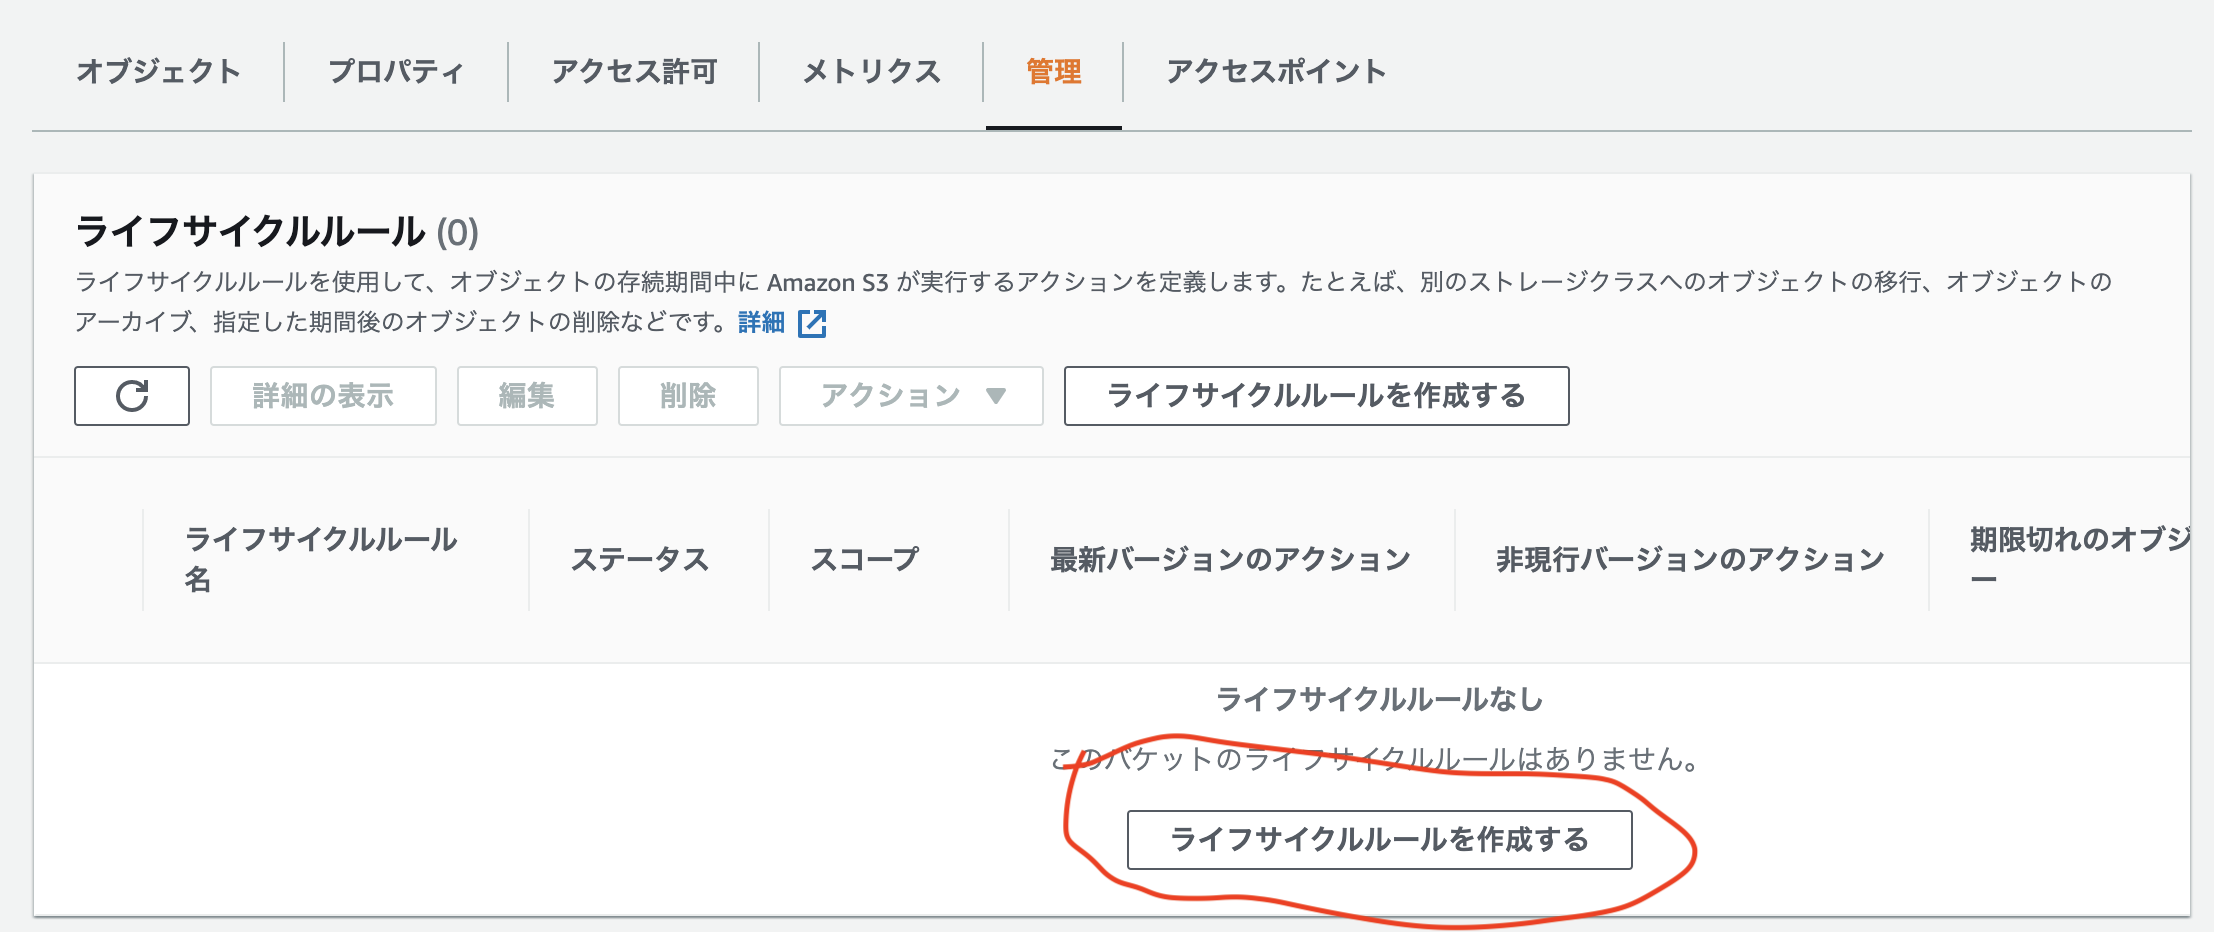 オブジェクト
プロパティ
アクセス許可
メトリクス
管理
アクセスポイント
ライフサイクルルール (0)
ライフサイクルルールを使用して、オブジェクトの存続期間中に Amazon S3 が実行するアクションを定義します。たとえば、別のストレージクラスへのオブジェクトの移行、オブジェクトの
アーカイブ、指定した期間後のオブジェクトの削除などです。詳細
詳細の表示
編集
削除
アクション
ライフサイクルルールを作成する
ライフサイクルルール
名
ステータス
スコープ
最新バージョンのアクション
非現行バージョンのアクション
期限切れのオブジ
ー
ライフサイクルルールなし
このバケットのライフサイクルルールはありません。
ライフサイクルルールを作成する